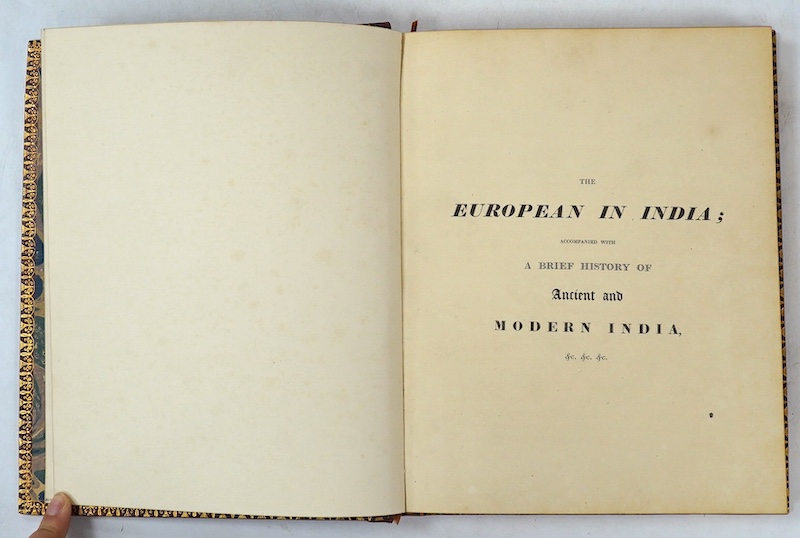 THE
EUROPEAN IN INDIA;
ACCOMPANIED WITH
A BRIEF HISTORY OF
Ancient and
MODERN INDIA,
&c. &c. &c.